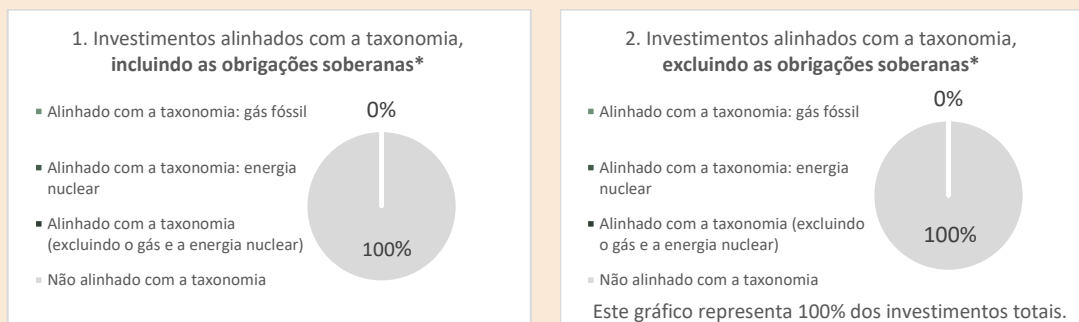 1. Investimentos alinhados com a taxonomia,
incluindo as obrigações soberanas*
Alinhado com a taxonomia: gás fóssil
Alinhado com a taxonomia: energia
nuclear
Alinhado com a taxonomia
(excluindo o gás e a energia nuclear)
Não alinhado com a taxonomia
0%
100%
2. Investimentos alinhados com a taxonomia,
excluindo as obrigações soberanas*
Alinhado com a taxonomia: gás fóssil
Alinhado com a taxonomia: energia
nuclear
Alinhado com a taxonomia (excluindo
o gás e a energia nuclear)
Não alinhado com a taxonomia
0%
100%
Este gráfico representa 100% dos investimentos totais.